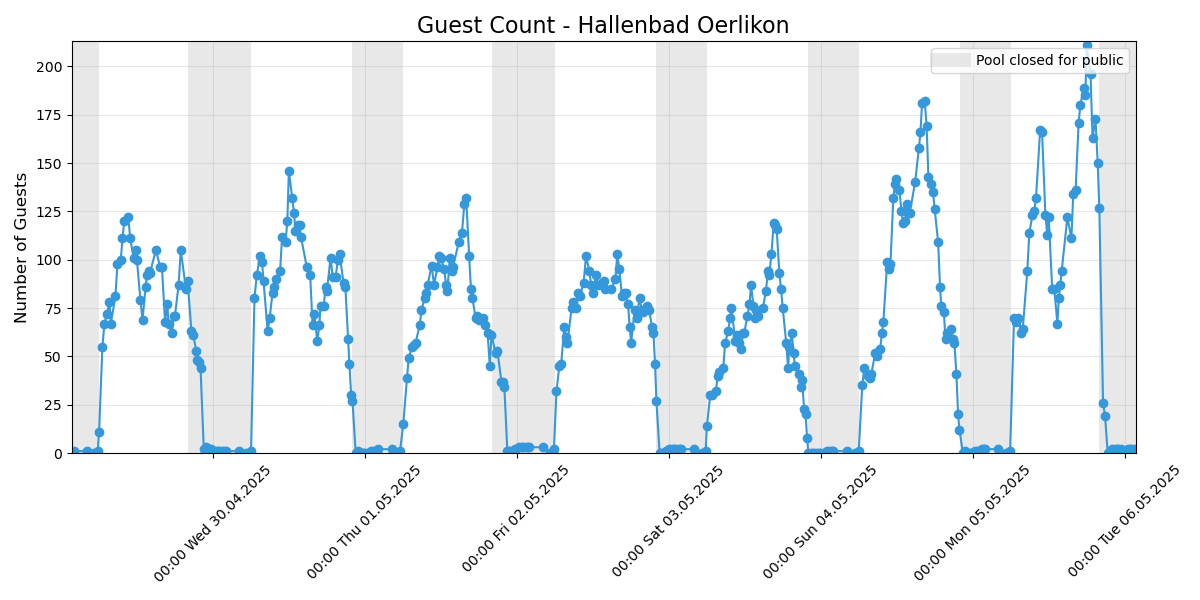 Guest Count - Hallenbad Oerlikon
Pool closed for public
Number of Guests
200
175
150
125
100
75
50
25
0
00:00 Wed 30.04.2025
00:00 Thu 01.05.2025
00:00 Fri 02.05.2025
00:00 Sat 03.05.2025
00:00 Sun 04.05.2025
00:00 Mon 05.05.2025
00:00 Tue 06.05.2025